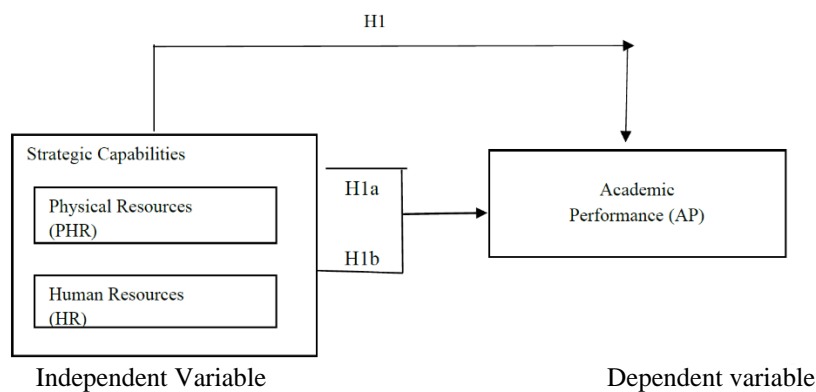 H1
Strategic Capabilities
Physical Resources
(PHR)
Human Resources
(HR)
H1a
H1b
Academic
Performance (AP)
Independent Variable
Dependent variable